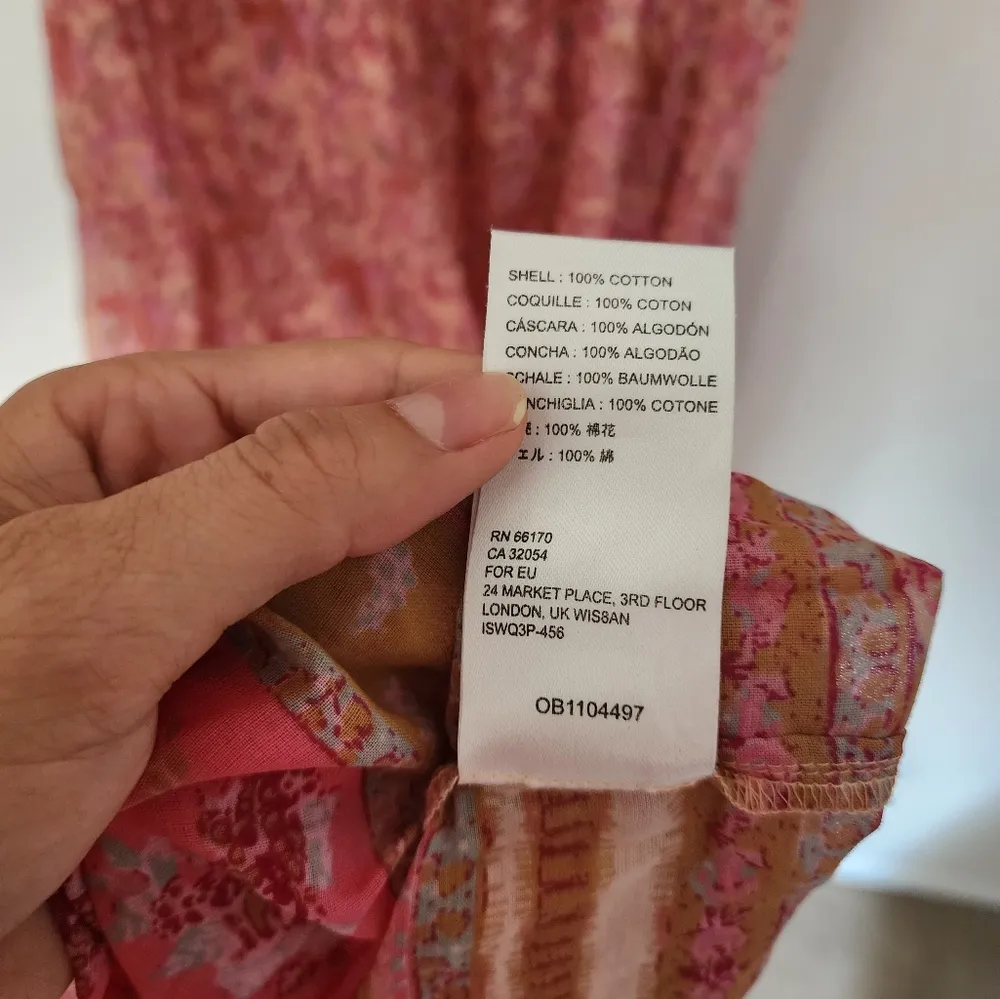 SHELL : 100% COTTON
COQUILLE : 100% COTON
CÁSCARA : 100% ALGODÓN
CONCHA : 100% ALGODÃO
SCHALE : 100% BAUMWOLLE
NCHIGLIA : 100% COTONE
: 100% 棉花
ェル : 100% 綿
RN 66170
CA 32054
FOR EU
24 MARKET PLACE, 3RD FLOOR
LONDON, UK WIS8AN
ISWQ3P-456
OB1104497